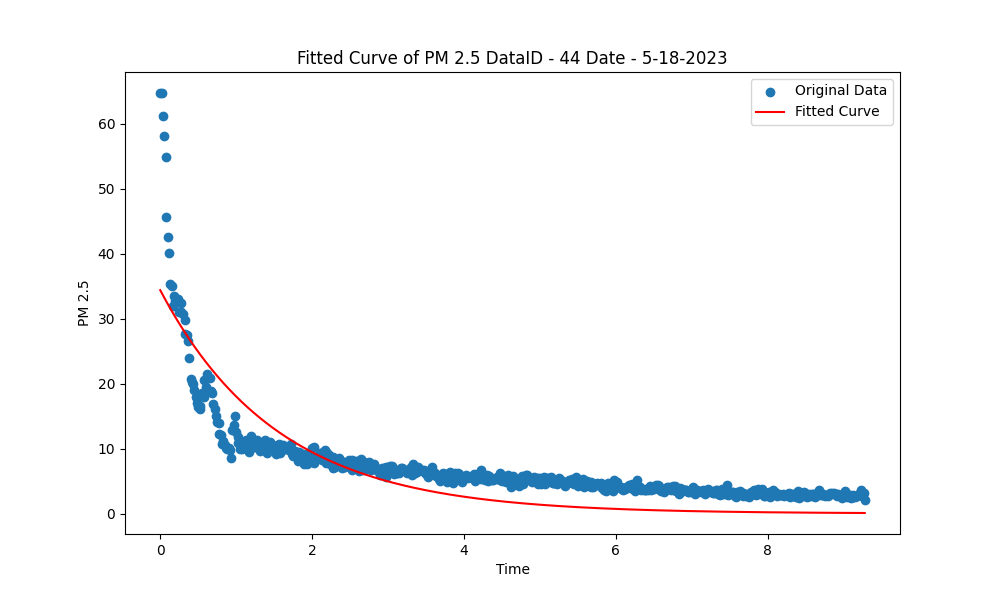 Fitted Curve of PM 2.5 DataID - 44 Date - 5-18-2023
Original Data
Fitted Curve
60
50
40
30
20
10
0
PM 2.5
0 2 4 6 8
Time